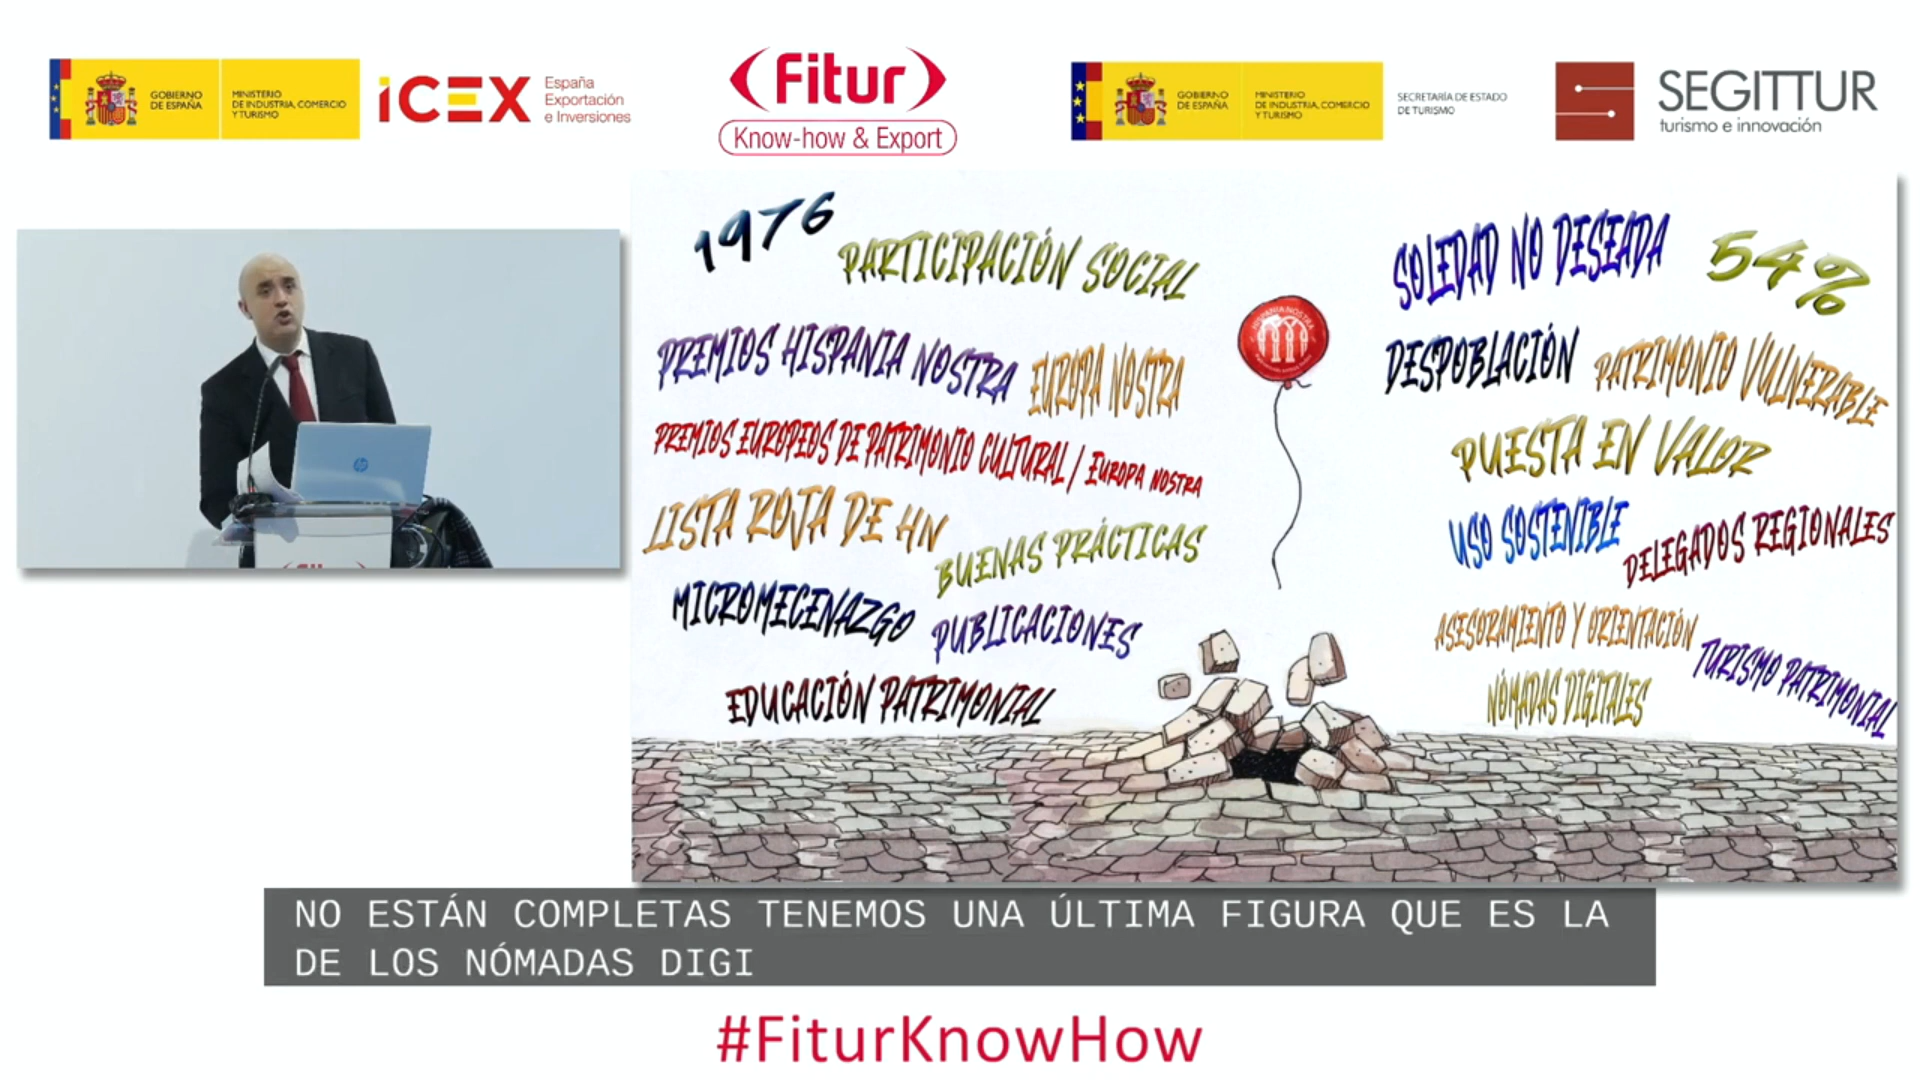 GOBIERNO
DE ESPAÑA
MINISTERIO
DE INDUSTRIA, COMERCIO
Y TURISMO
iCEX
España
Exportación
e Inversiones
Fitur
Know-how & Export
GOBIERNO
DE ESPAÑA
MINISTERIO
DE INDUSTRIA, COMERCIO
Y TURISMO
SECRETARÍA DE ESTADO
DE TURISMO
SEGITTUR
turismo e innovación
hp
1976
PARTICIPACIÓN SOCIAL
PREMIOS HISPANIA NOSTRA
EUROPA NOSTRA
PREMIOS EUROPEOS DE PATRIMONIO CULTURAL / EUROPA NOSTRA
LISTA ROJA DE HN
BUENAS PRÁCTICAS
MICROMECENAZGO
PUBLICACIONES
EDUCACIÓN PATRIMONIAL
HISPANIA NOSTRA
SOLEDAD NO DESEADA
54%
DESPOBLACIÓN
PATRIMONIO VULNERABLE
PUESTA EN VALOR
USO SOSTENIBLE
DELEGADOS REGIONALES
ASESORAMIENTO Y ORIENTACIÓN
TURISMO PATRIMONIAL
NÓMADAS DIGITALES
NO ESTÁN COMPLETAS TENEMOS UNA ÚLTIMA FIGURA QUE ES LA
DE LOS NÓMADAS DIGI
#FiturKnowHow